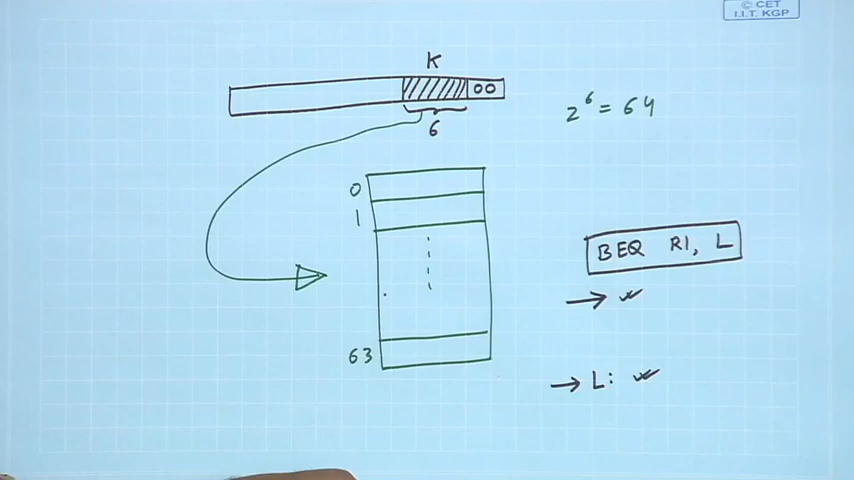 © CET
I.I.T. KGP
K
00
6
2^6 = 64
0
1
BEQ R1, L
63
L: